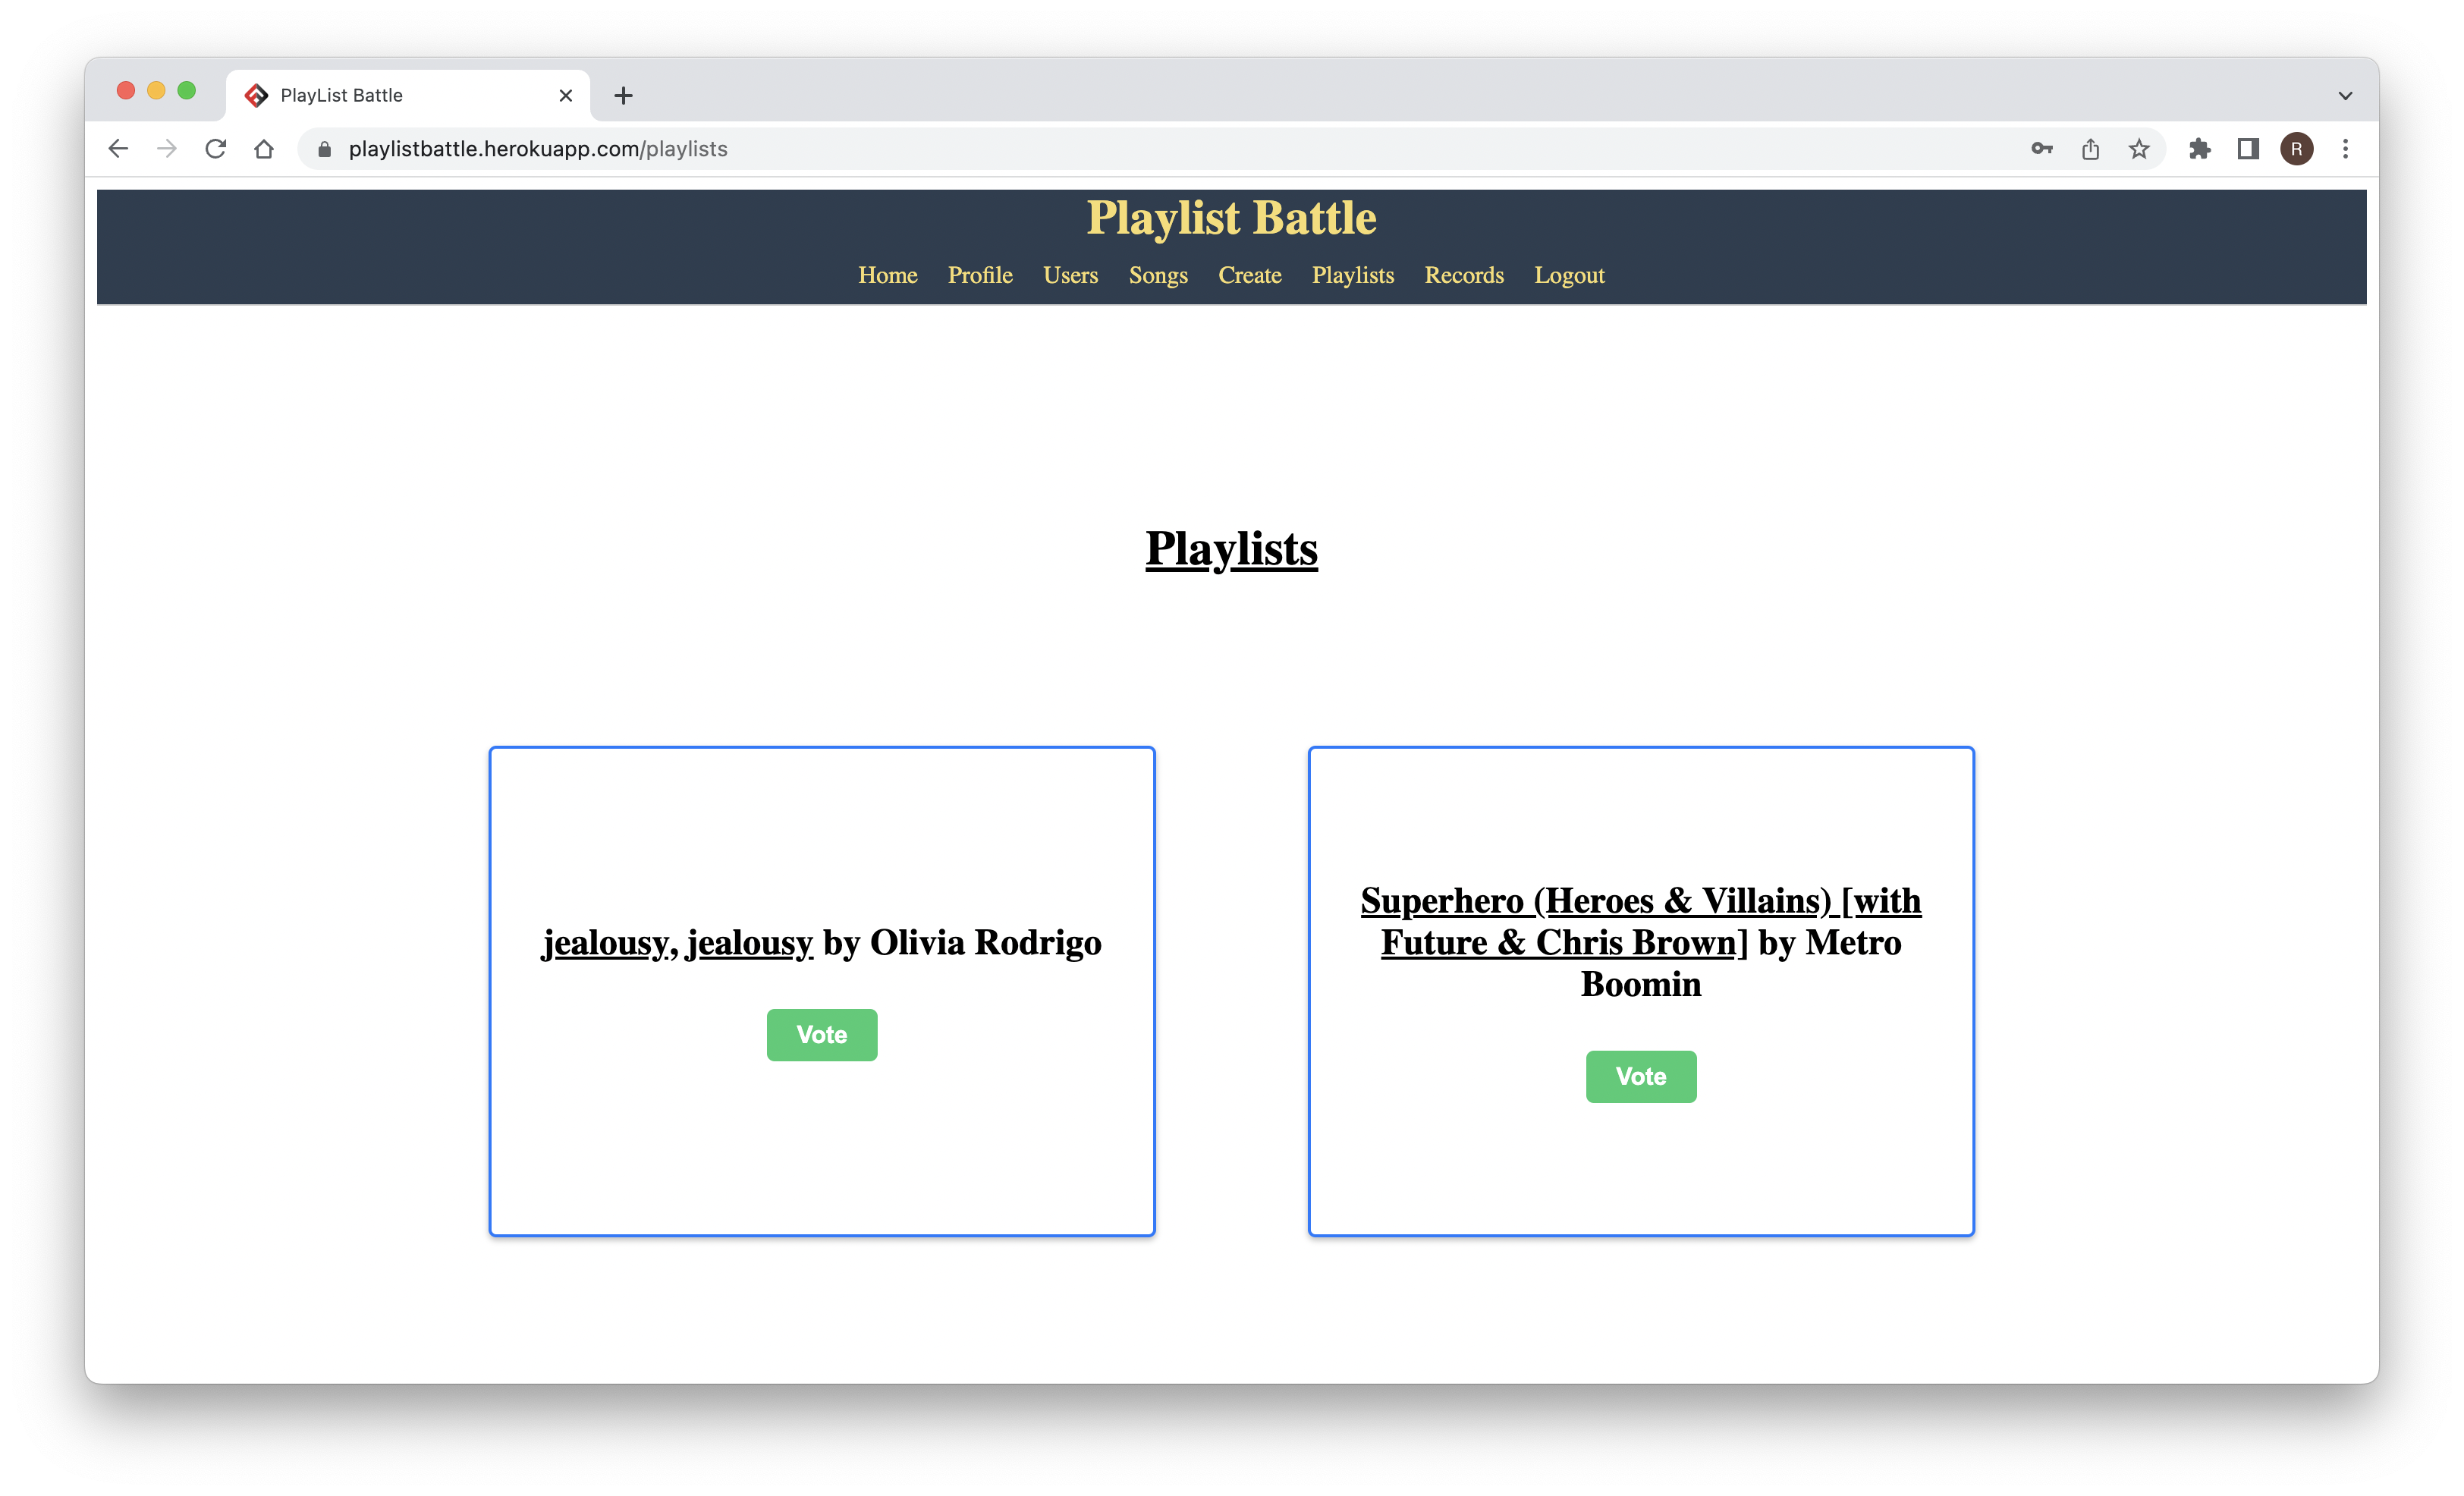 PlayList Battle
playlistbattle.herokuapp.com/playlists
R
Playlist Battle
Home Profile Users Songs Create Playlists Records Logout
Playlists
jealousy, jealousy by Olivia Rodrigo
Vote
Superhero (Heroes & Villains) [with
Future & Chris Brown] by Metro
Boomin
Vote